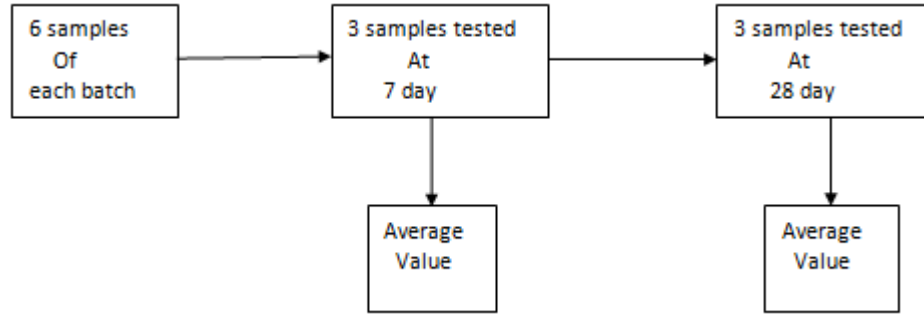 6 samples
Of
each batch
3 samples tested
At
7 day
3 samples tested
At
28 day
Average
Value
Average
Value